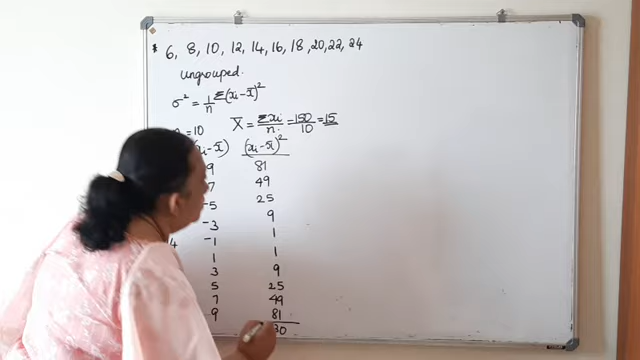 * 6, 8, 10, 12, 14, 16, 18, 20, 22, 24
Ungrouped.
σ² = 1/n Σ(xi - x̄)²
= 10 X̄ = Σxi/n = 150/10 = 15
xi - x̄) (xi - x̄)²
9 81
7 49
-5 25
-3 9
4 -1 1
1 1
3 9
5 25
7 49
9 81
30